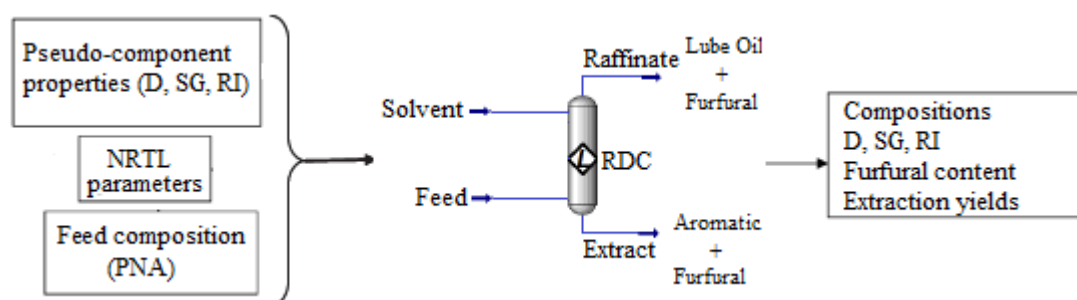 Pseudo-component
properties (D, SG, RI)
NRTL
parameters
Feed composition
(PNA)
Solvent
Feed
Raffinate
Lube Oil
+
Furfural
L
RDC
Extract
Aromatic
+
Furfural
Compositions
D, SG, RI
Furfural content
Extraction yields